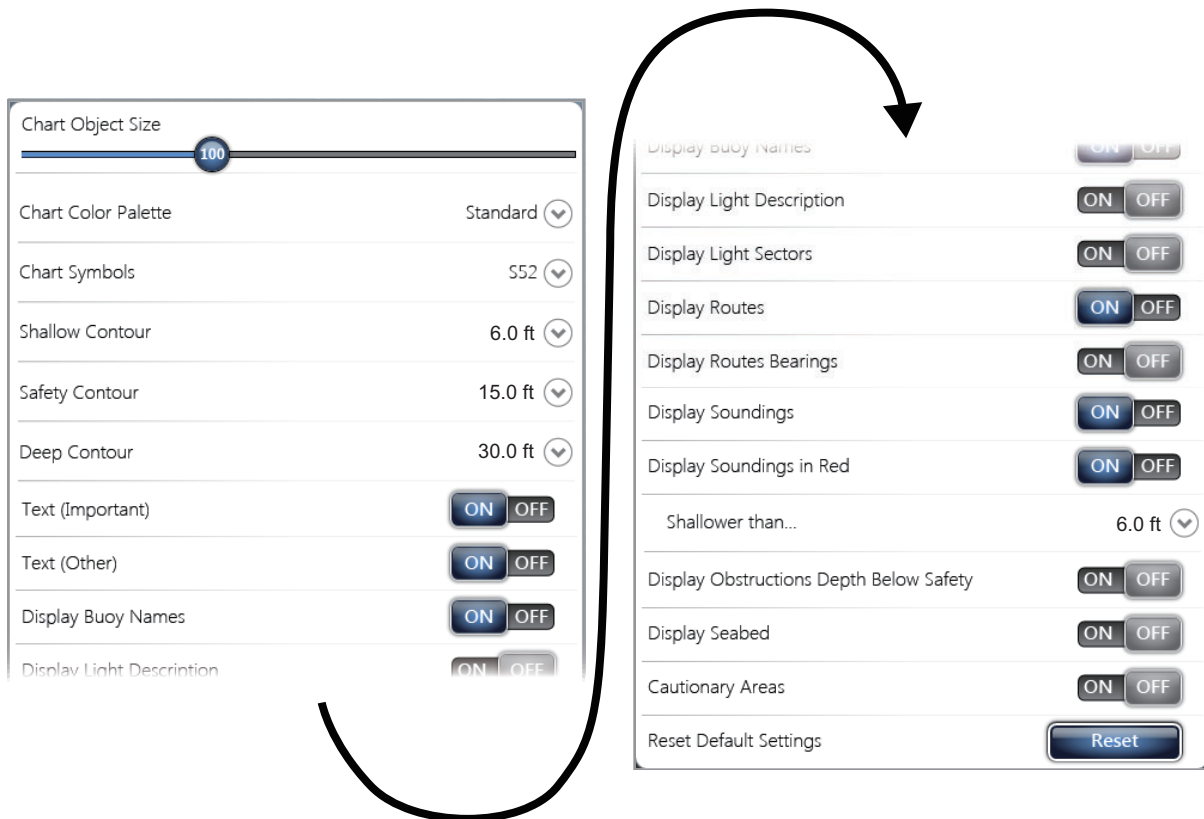 Chart Object Size
100
Chart Color Palette Standard
Chart Symbols S52
Shallow Contour 6.0 ft
Safety Contour 15.0 ft
Deep Contour 30.0 ft
Text (Important) ON OFF
Text (Other) ON OFF
Display Buoy Names ON OFF
Display Light Description ON OFF
Display Buoy Names ON OFF
Display Light Description ON OFF
Display Light Sectors ON OFF
Display Routes ON OFF
Display Routes Bearings ON OFF
Display Soundings ON OFF
Display Soundings in Red ON OFF
Shallower than... 6.0 ft
Display Obstructions Depth Below Safety ON OFF
Display Seabed ON OFF
Cautionary Areas ON OFF
Reset Default Settings Reset